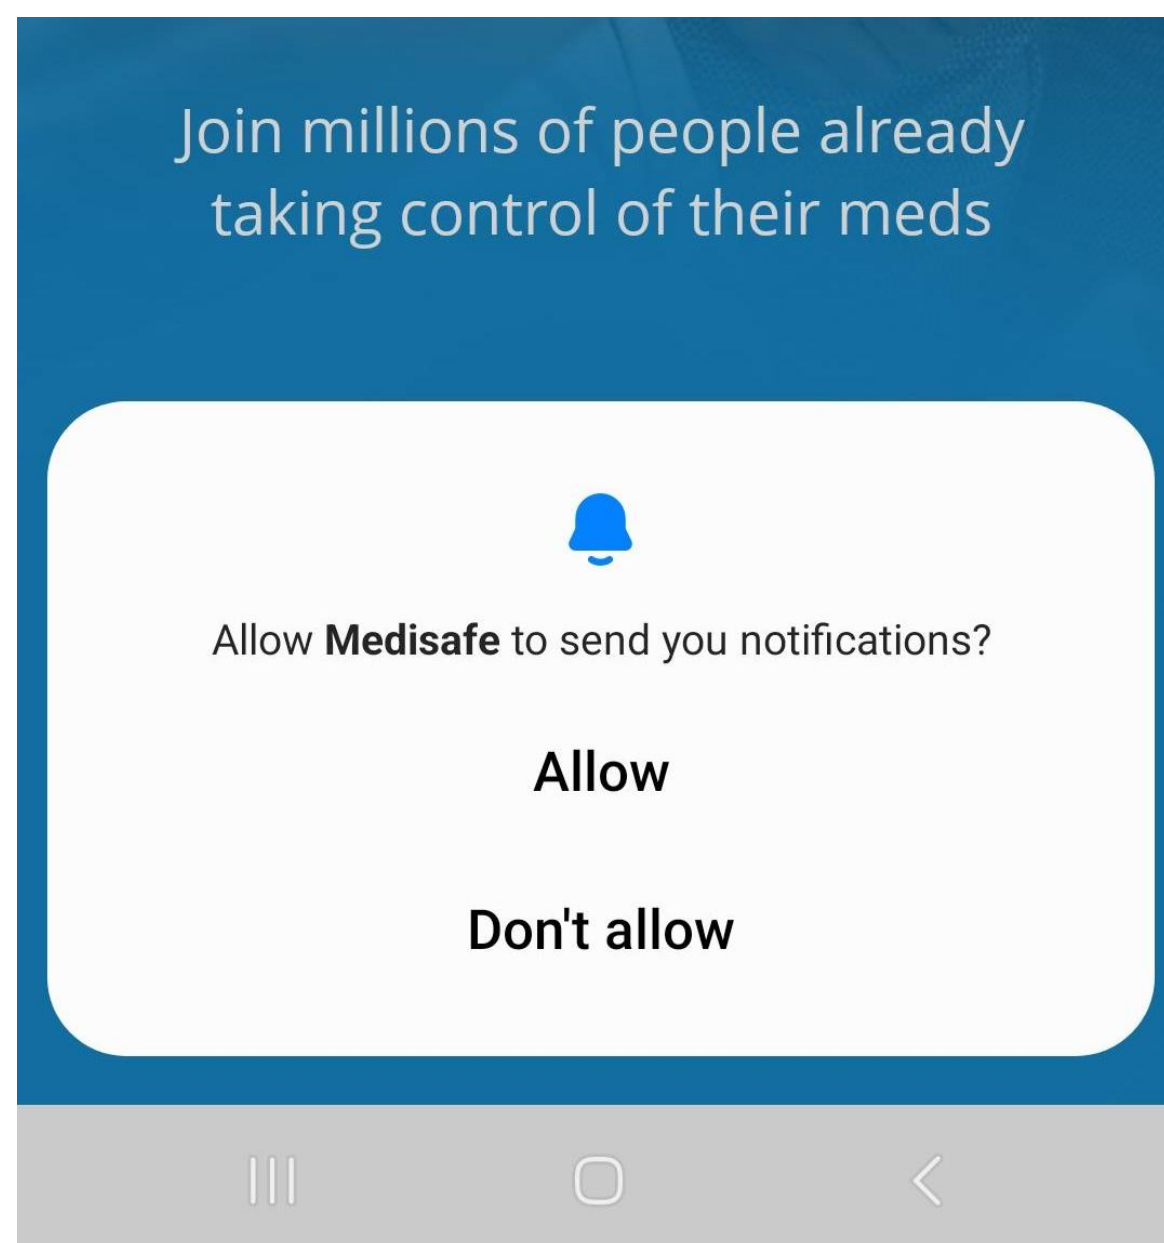 Join millions of people already
taking control of their meds
Allow Medisafe to send you notifications?
Allow
Don't allow